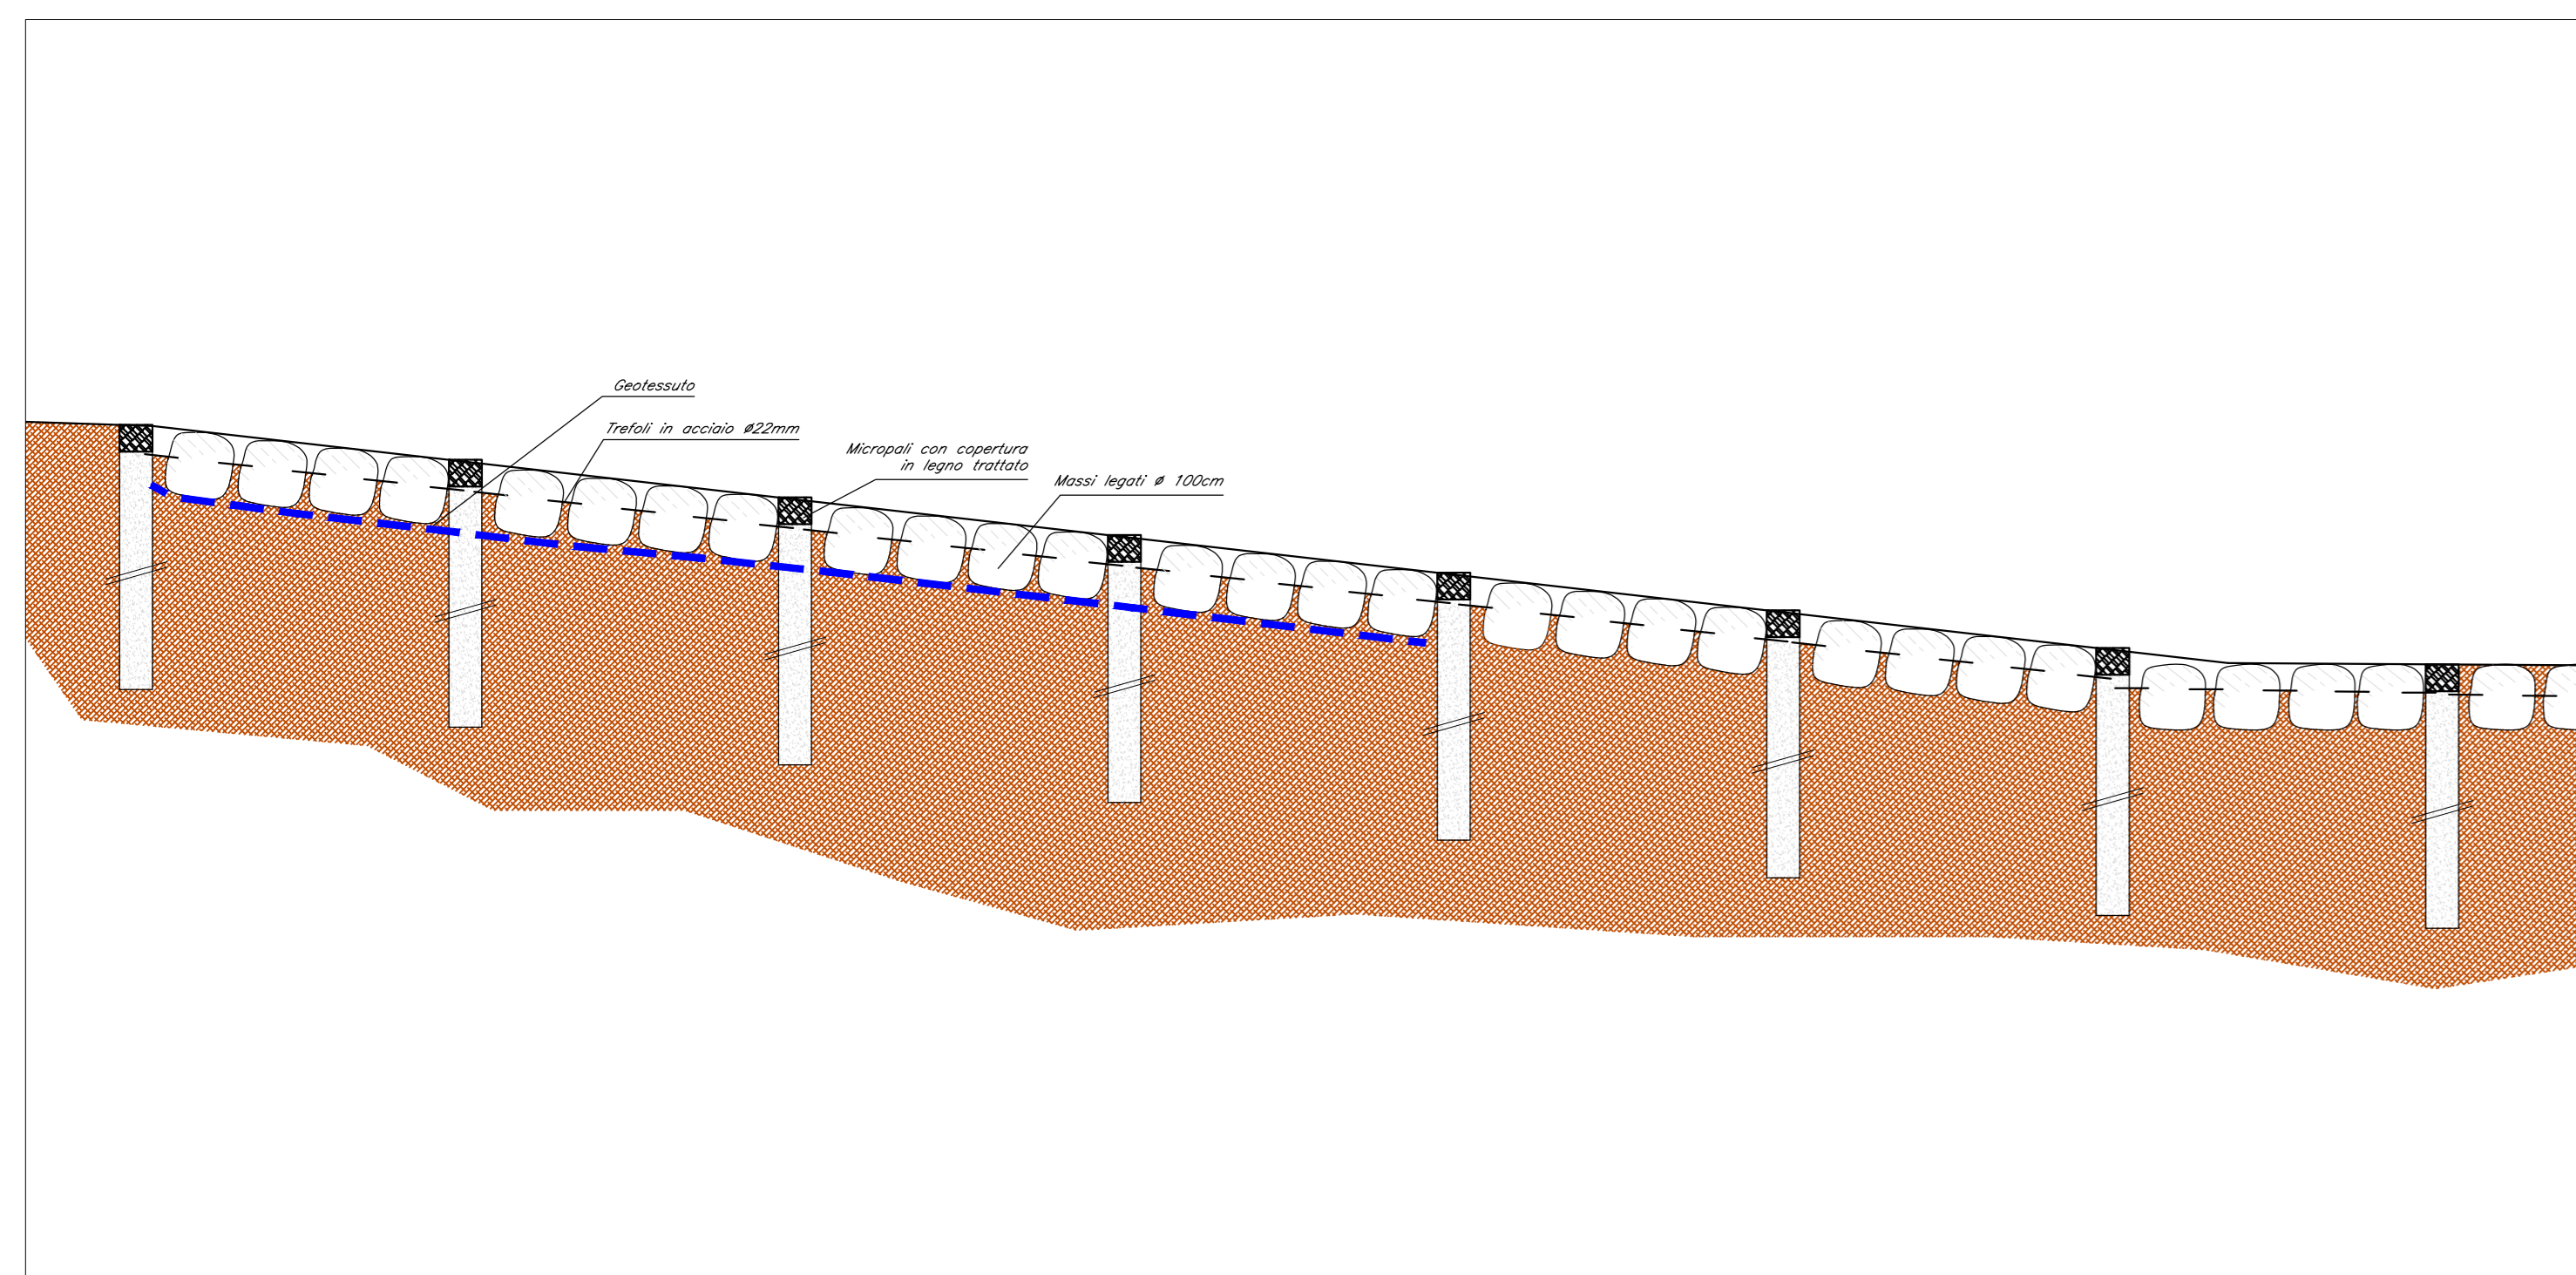 Geotessuto
Trefoli in acciaio ø22mm
Micropali con copertura
in legno trattato
Massi legati ø 100cm